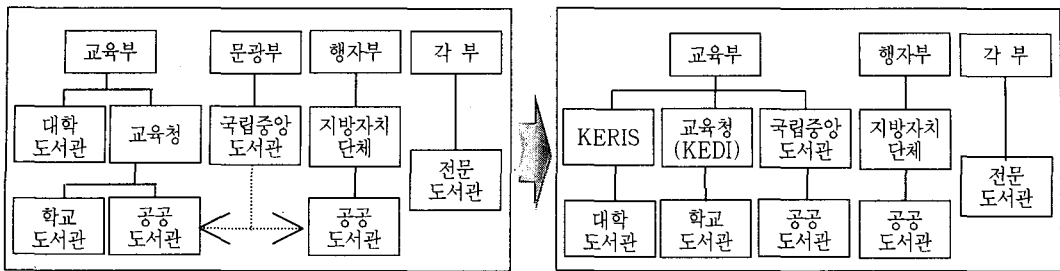 교육부
문광부
행자부
각 부
대학
도서관
교육청
국립중앙
도서관
지방자치
단체
전문
도서관
학교
도서관
공공
도서관
공공
도서관
교육부
행자부
각 부
KERIS
교육청
(KEDI)
국립중앙
도서관
지방자치
단체
전문
도서관
대학
도서관
학교
도서관
공공
도서관
공공
도서관